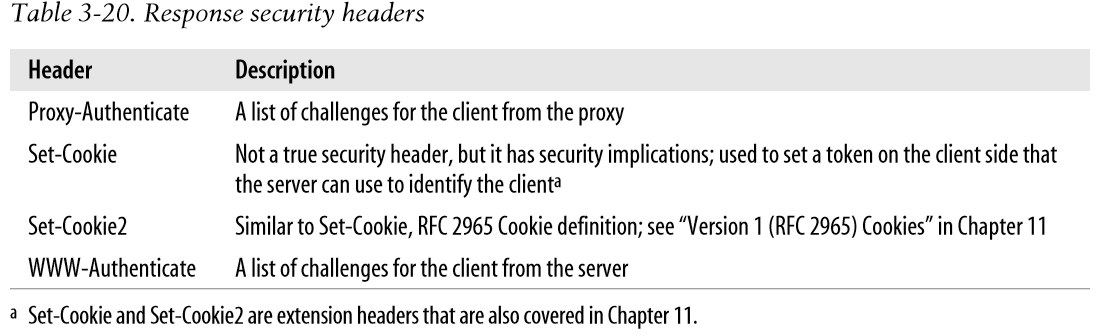 Table 3-20. Response security headers
Header Description
Proxy-Authenticate A list of challenges for the client from the proxy
Set-Cookie Not a true security header, but it has security implications; used to set a token on the client side that
the server can use to identify the clienta
Set-Cookie2 Similar to Set-Cookie, RFC 2965 Cookie definition; see “Version 1 (RFC 2965) Cookies” in Chapter 11
WWW-Authenticate A list of challenges for the client from the server
a Set-Cookie and Set-Cookie2 are extension headers that are also covered in Chapter 11.